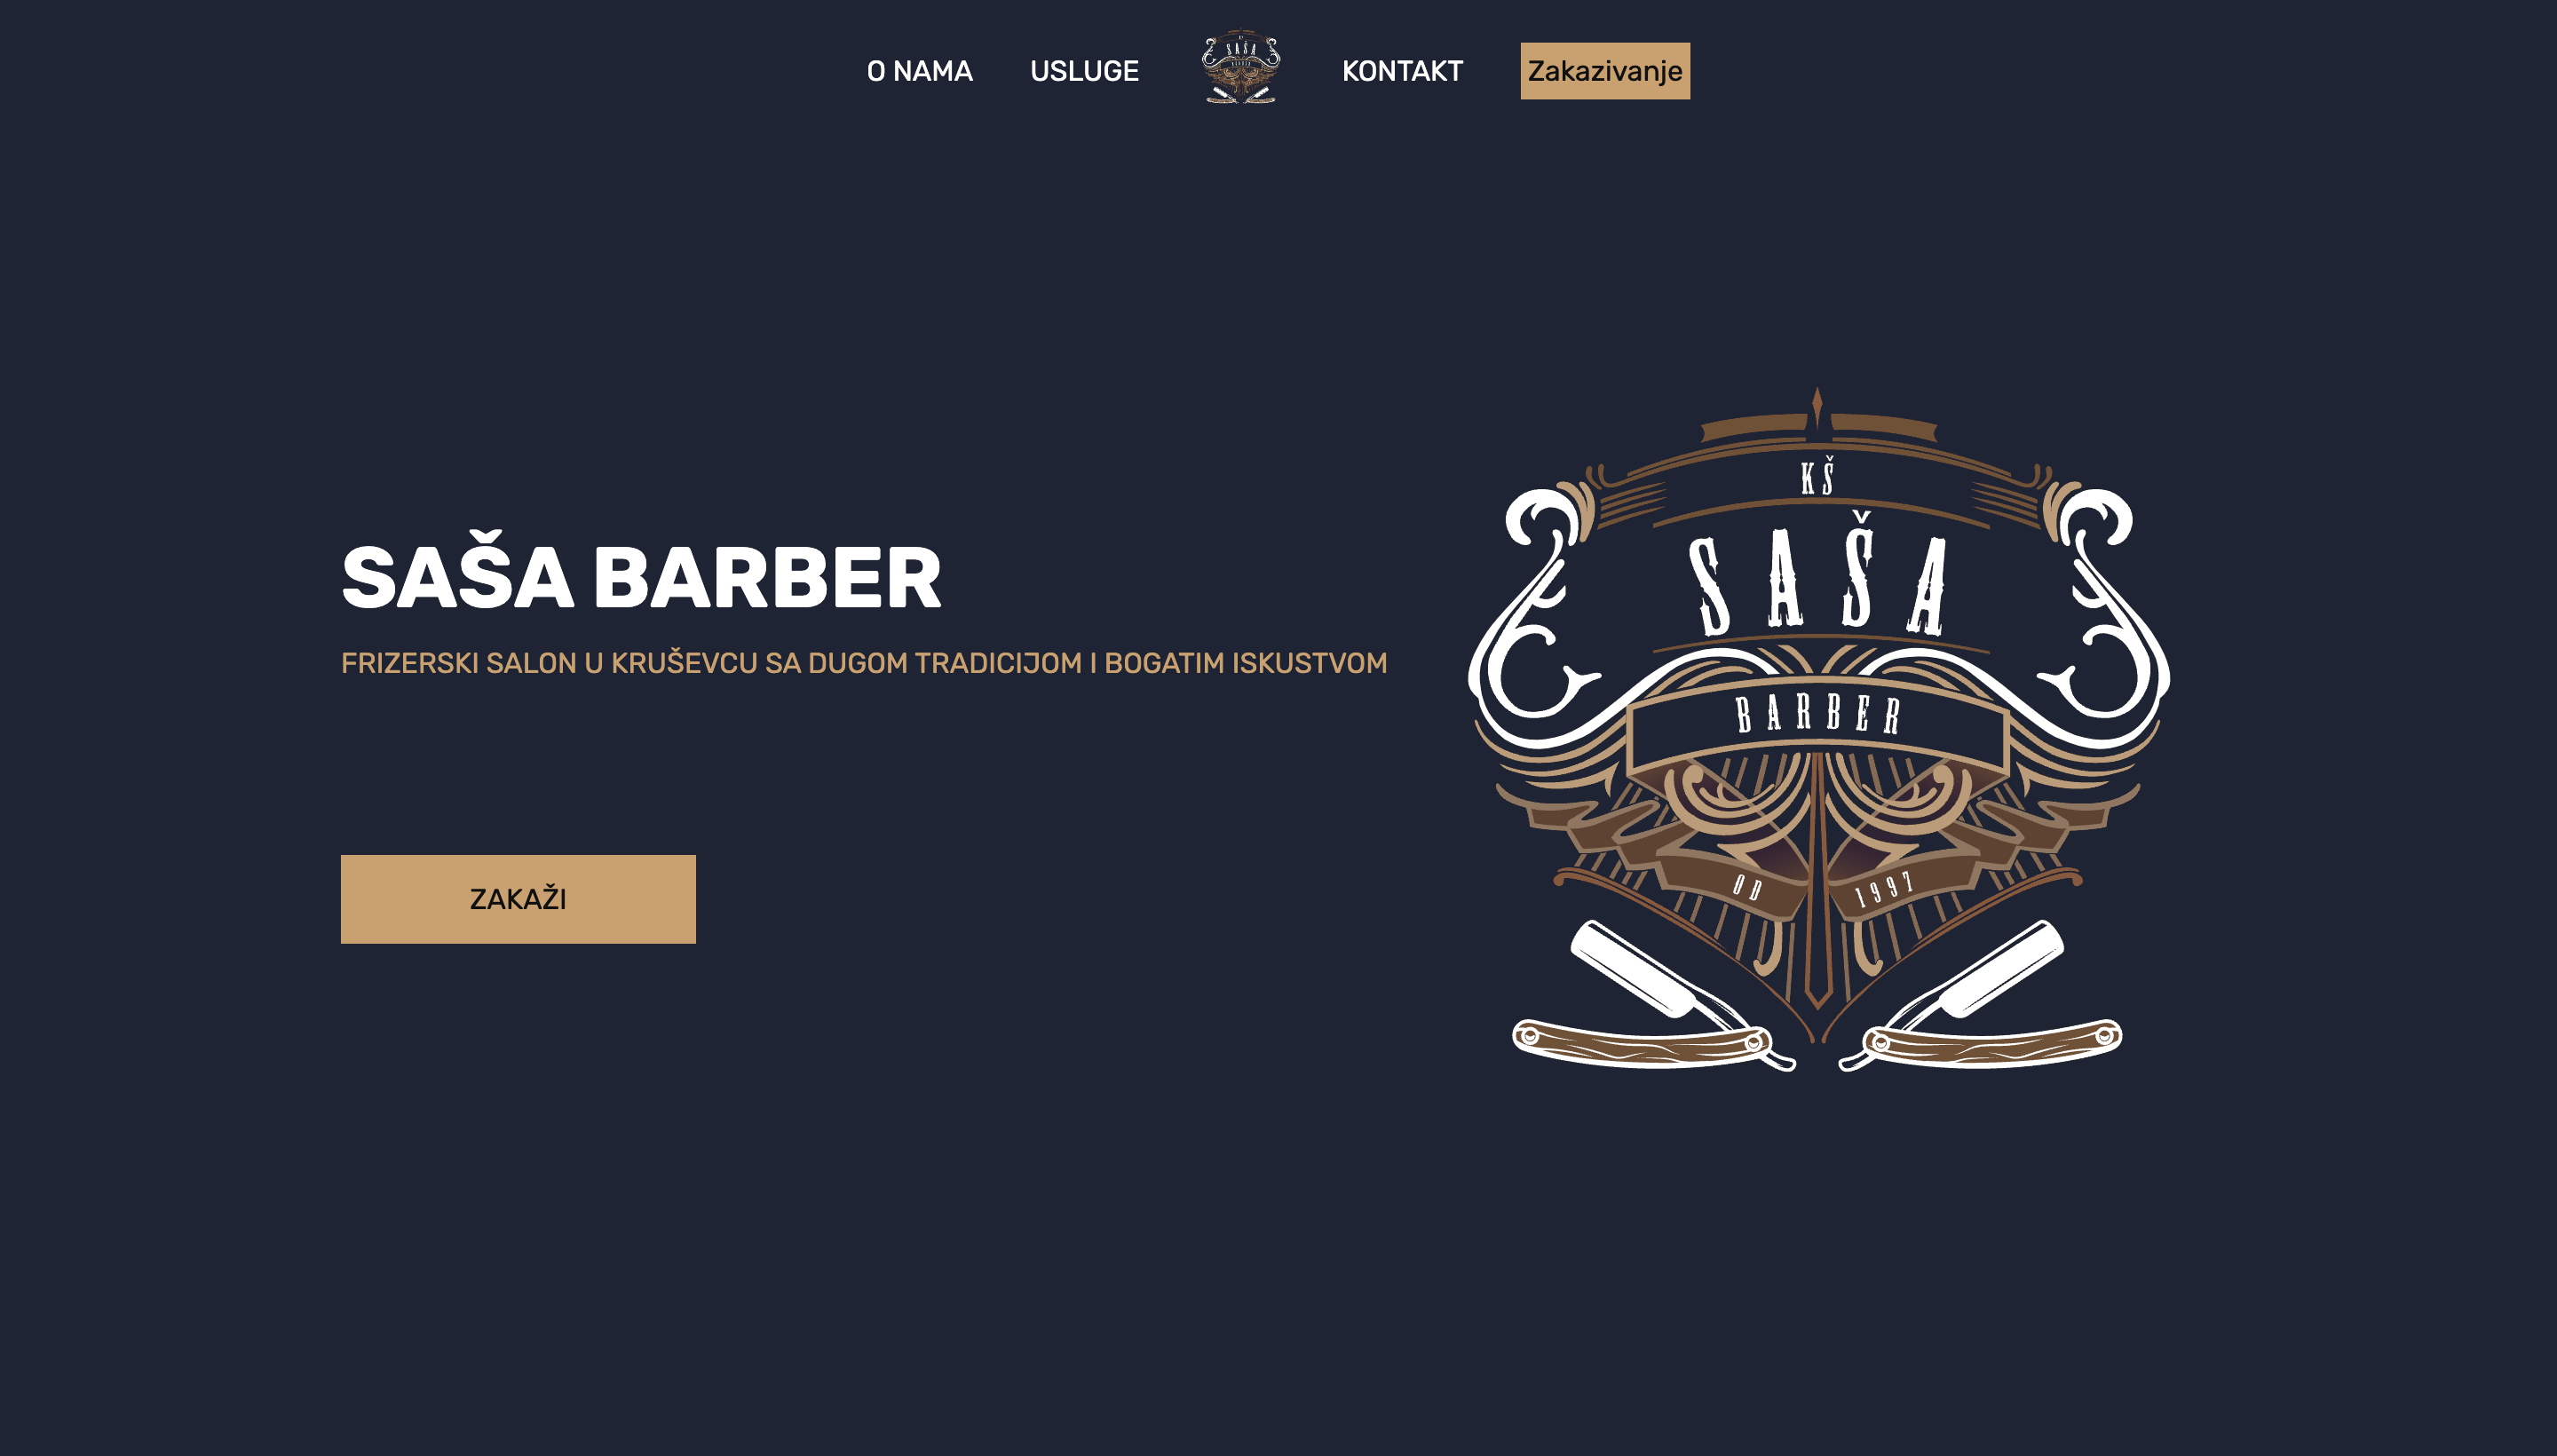 O NAMA USLUGE SAŠA KONTAKT Zakazivanje
SAŠA BARBER
FRIZERSKI SALON U KRUŠEVCU SA DUGOM TRADICIJOM I BOGATIM ISKUSTVOM
ZAKAŽI
KŠ
SAŠA
BARBER
OD 1997